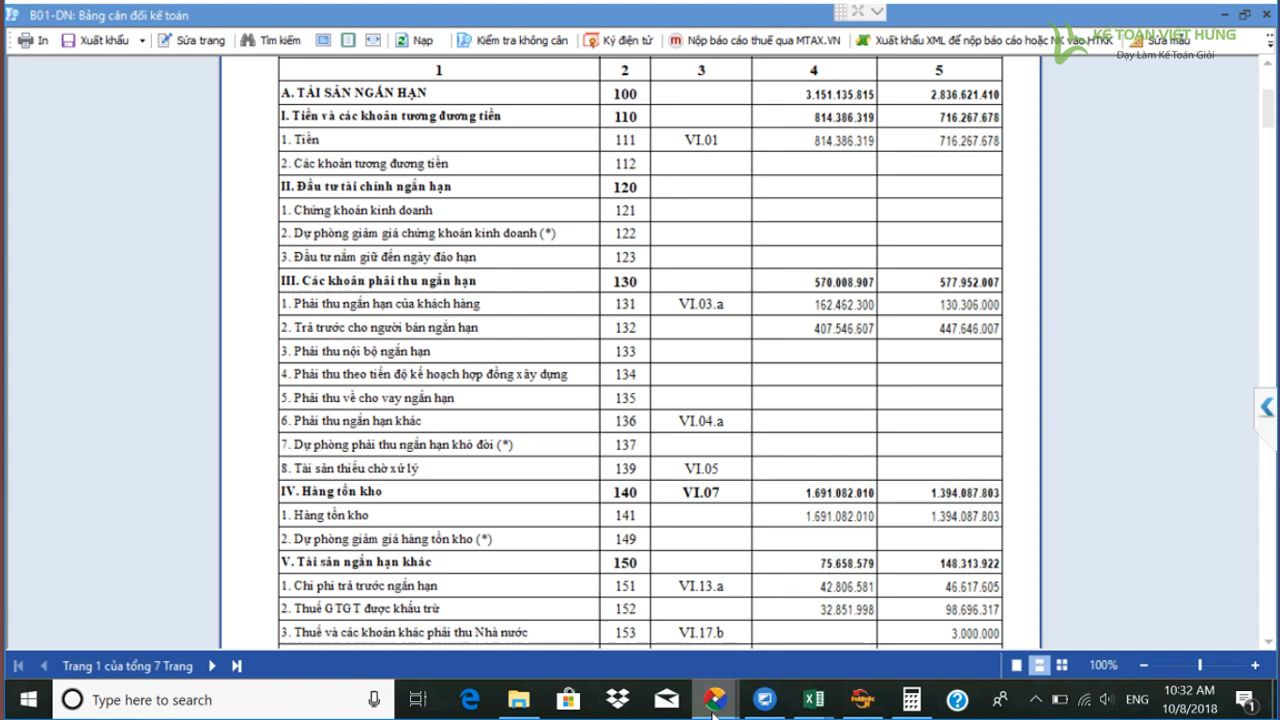 B01-DN: Bảng cân đối kế toán
In Xuất khẩu Sửa trang Tìm kiếm Nạp Kiểm tra không cân Ký điện tử Nộp báo cáo thuế qua MTAX.VN Xuất khẩu XML để nộp báo cáo hoặc NK vào HTKK Sửa mẫu
KẾ TOÁN VIỆT HƯNG
Dạy Làm Kế Toán Giỏi
1 2 3 4 5
A. TÀI SẢN NGẮN HẠN 100 3.151.135.815 2.836.621.410
I. Tiền và các khoản tương đương tiền 110 814.386.319 716.267.678
1. Tiền 111 VI.01 814.386.319 716.267.678
2. Các khoản tương đương tiền 112
II. Đầu tư tài chính ngắn hạn 120
1. Chứng khoán kinh doanh 121
2. Dự phòng giảm giá chứng khoán kinh doanh (*) 122
3. Đầu tư nắm giữ đến ngày đáo hạn 123
III. Các khoản phải thu ngắn hạn 130 570.008.907 577.952.007
1. Phải thu ngắn hạn của khách hàng 131 VI.03.a 162.462.300 130.306.000
2. Trả trước cho người bán ngắn hạn 132 407.546.607 447.646.007
3. Phải thu nội bộ ngắn hạn 133
4. Phải thu theo tiến độ kế hoạch hợp đồng xây dựng 134
5. Phải thu về cho vay ngắn hạn 135
6. Phải thu ngắn hạn khác 136 VI.04.a
7. Dự phòng phải thu ngắn hạn khó đòi (*) 137
8. Tài sản thiếu chờ xử lý 139 VI.05
IV. Hàng tồn kho 140 VI.07 1.691.082.010 1.394.087.803
1. Hàng tồn kho 141 1.691.082.010 1.394.087.803
2. Dự phòng giảm giá hàng tồn kho (*) 149
V. Tài sản ngắn hạn khác 150 75.658.579 148.313.922
1. Chi phí trả trước ngắn hạn 151 VI.13.a 42.806.581 46.617.605
2. Thuế GTGT được khấu trừ 152 32.851.998 98.696.317
3. Thuế và các khoản khác phải thu Nhà nước 153 VI.17.b 3.000.000
Trang 1 của tổng 7 Trang 100%
Type here to search ENG 10:32 AM
10/8/2018 1